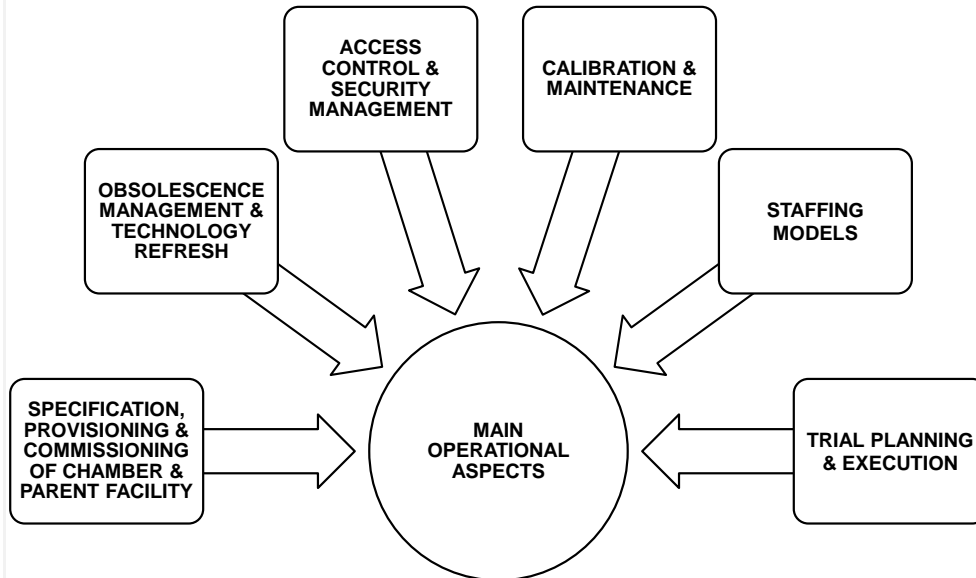 ACCESS
CONTROL &
SECURITY
MANAGEMENT
CALIBRATION &
MAINTENANCE
OBSOLESCENCE
MANAGEMENT &
TECHNOLOGY
REFRESH
STAFFING
MODELS
SPECIFICATION,
PROVISIONING &
COMMISSIONING
OF CHAMBER &
PARENT FACILITY
MAIN
OPERATIONAL
ASPECTS
TRIAL PLANNING
& EXECUTION